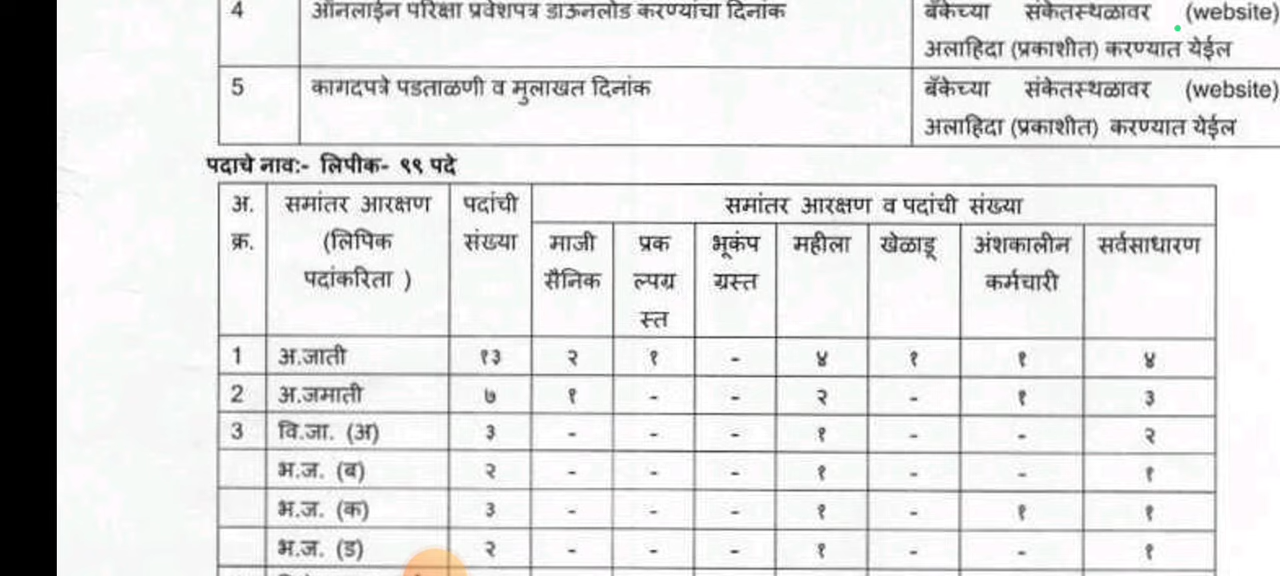 4 ऑनलाईन परिक्षा प्रवेशपत्र डाऊनलोड करण्यांचा दिनांक बँकेच्या संकेतस्थळावर (website)
अलाहिदा (प्रकाशीत) करण्यात येईल
5 कागदपत्रे पडताळणी व मुलाखत दिनांक बँकेच्या संकेतस्थळावर (website)
अलाहिदा (प्रकाशीत) करण्यात येईल
पदाचे नाव:- लिपीक- ९९ पदे
अ. समांतर आरक्षण पदांची समांतर आरक्षण व पदांची संख्या
क्र. (लिपिक संख्या माजी प्रक भूकंप महीला खेळाडू अंशकालीन सर्वसाधारण
पदांकरिता ) सैनिक ल्पग्र ग्रस्त कर्मचारी
स्त
1 अ.जाती १३ २ १ - ४ १ १ ४
2 अ.जमाती ७ १ - - २ - १ ३
3 वि.जा. (अ) ३ - - - १ - - २
भ.ज. (ब) २ - - - १ - - १
भ.ज. (क) ३ - - - १ - १ १
भ.ज. (ड) २ - - - १ - - १